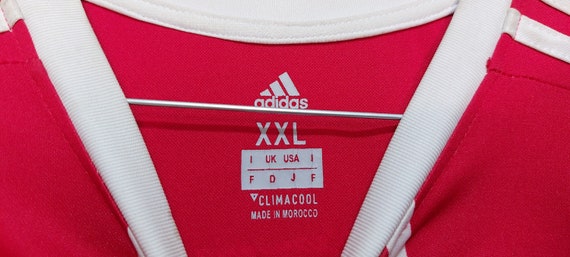 adidas
XXL
I UK USA I
F D J F
CLIMACOOL
MADE IN MOROCCO